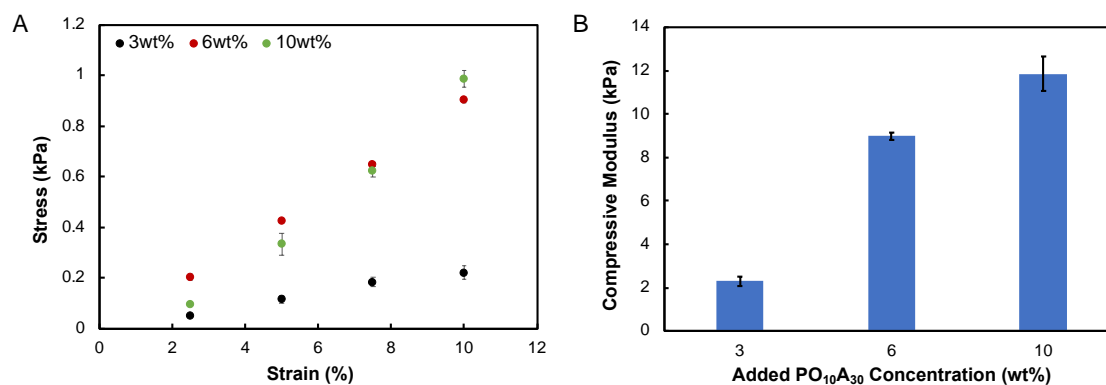 A
3wt% 6wt% 10wt%
1.2
1
0.8
0.6
0.4
0.2
0
0 2 4 6 8 10 12
Stress (kPa)
Strain (%)
B
14
12
10
8
6
4
2
0
3 6 10
Compressive Modulus (kPa)
Added PO₁₀A₃₀ Concentration (wt%)